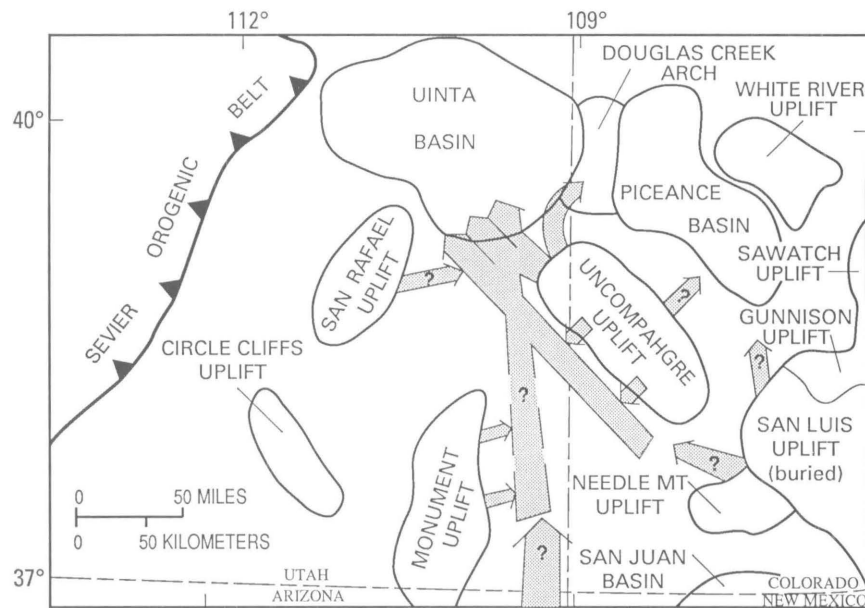 112°
109°
DOUGLAS CREEK
ARCH
WHITE RIVER
UPLIFT
40°
UINTA
BASIN
BELT
OROGENIC
SEVIER
PICEANCE
BASIN
SAN RAFAEL
UPLIFT
?
SAWATCH
UPLIFT
UNCOMPAHGRE
UPLIFT
?
GUNNISON
UPLIFT
CIRCLE CLIFFS
UPLIFT
?
?
SAN LUIS
UPLIFT
(buried)
?
MONUMENT
UPLIFT
NEEDLE MT
UPLIFT
0 50 MILES
0 50 KILOMETERS
?
SAN JUAN
BASIN
37°
UTAH
ARIZONA
COLORADO
NEW MEXICO